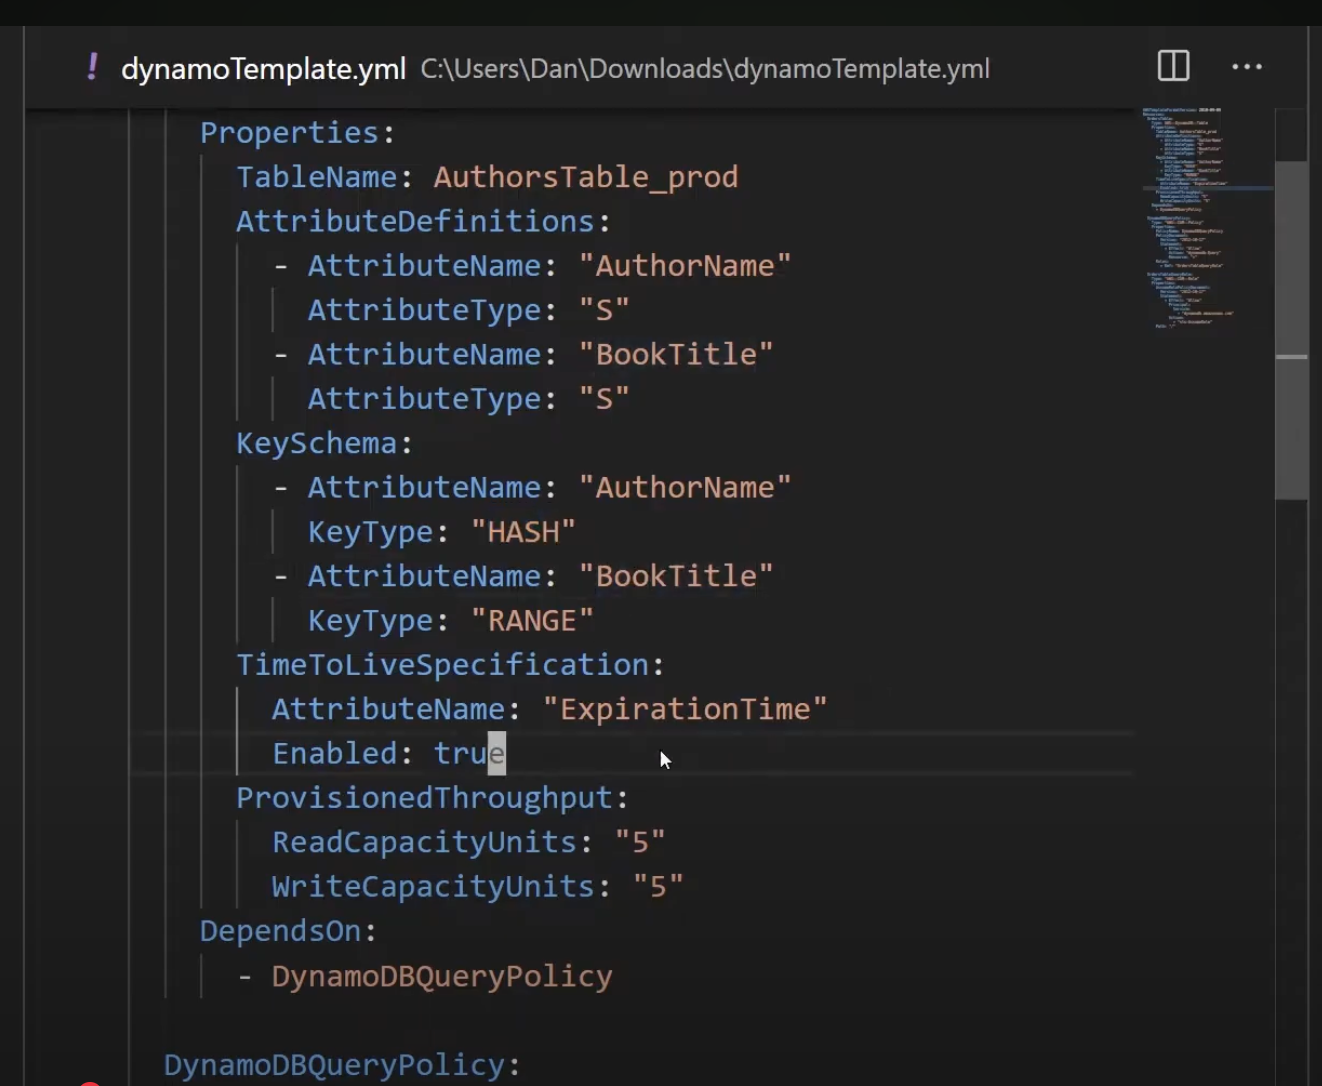 ! dynamoTemplate.yml C:\Users\Dan\Downloads\dynamoTemplate.yml
Properties:
TableName: AuthorsTable_prod
AttributeDefinitions:
- AttributeName: "AuthorName"
AttributeType: "S"
- AttributeName: "BookTitle"
AttributeType: "S"
KeySchema:
- AttributeName: "AuthorName"
KeyType: "HASH"
- AttributeName: "BookTitle"
KeyType: "RANGE"
TimeToLiveSpecification:
AttributeName: "ExpirationTime"
Enabled: true
ProvisionedThroughput:
ReadCapacityUnits: "5"
WriteCapacityUnits: "5"
DependsOn:
- DynamoDBQueryPolicy
DynamoDBQueryPolicy: